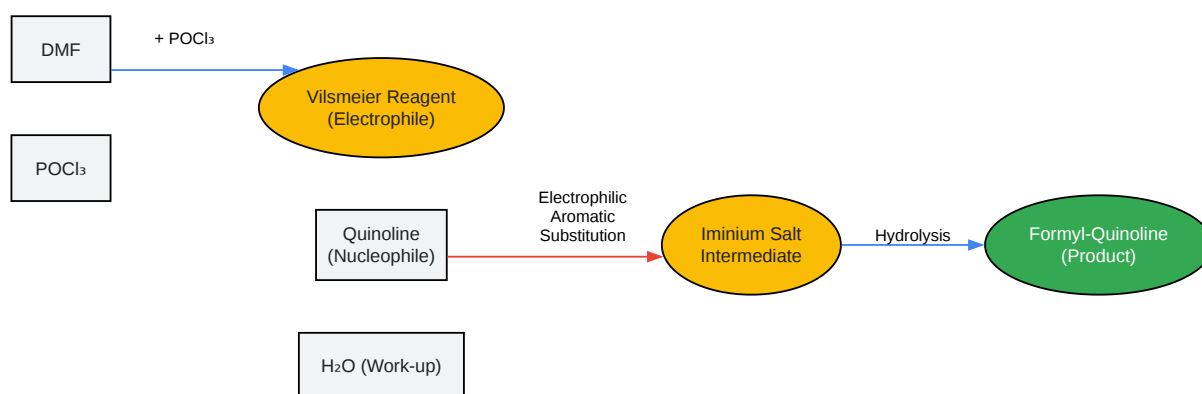 DMF
+ POCl₃
Vilsmeier Reagent
(Electrophile)
POCl₃
Electrophilic
Aromatic
Substitution
Quinoline
(Nucleophile)
Iminium Salt
Intermediate
Hydrolysis
Formyl-Quinoline
(Product)
H₂O (Work-up)